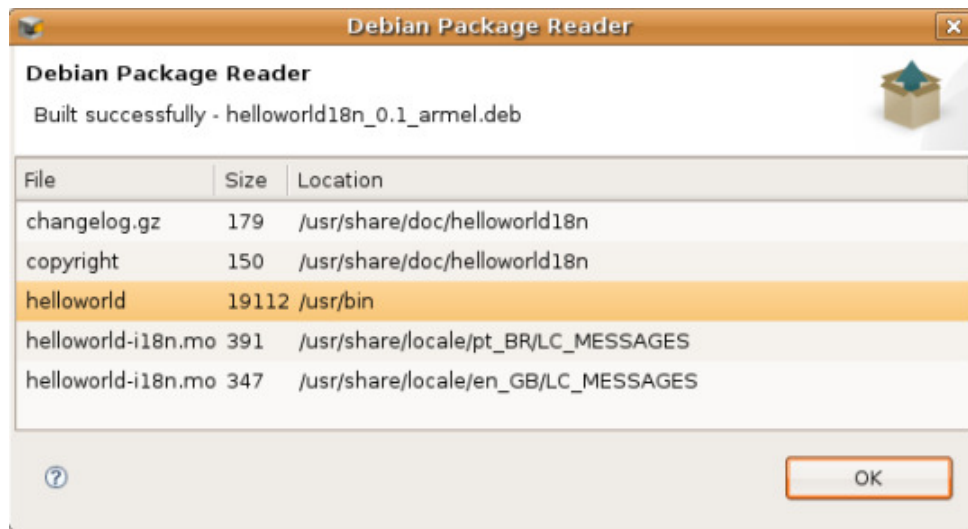 Debian Package Reader
Debian Package Reader
Built successfully - helloworld18n_0.1_armel.deb
File Size Location
changelog.gz 179 /usr/share/doc/helloworld18n
copyright 150 /usr/share/doc/helloworld18n
helloworld 19112 /usr/bin
helloworld-i18n.mo 391 /usr/share/locale/pt_BR/LC_MESSAGES
helloworld-i18n.mo 347 /usr/share/locale/en_GB/LC_MESSAGES
? OK